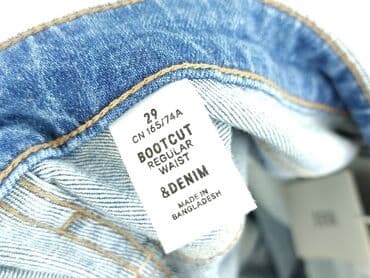 29
CN 165/74A
BOOTCUT
REGULAR
WAIST
&DENIM
MADE IN
BANGLADESH